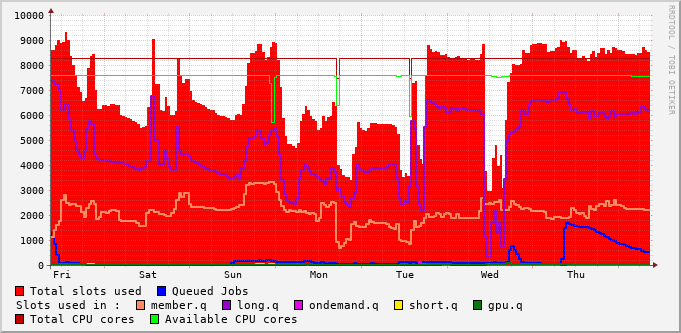 10000
9000
8000
7000
6000
5000
4000
3000
2000
1000
0
Fri Sat Sun Mon Tue Wed Thu
RRDTOOL / TOBI OETIKER
Total slots used Queued Jobs
Slots used in : member.q long.q ondemand.q short.q gpu.q
Total CPU cores Available CPU cores